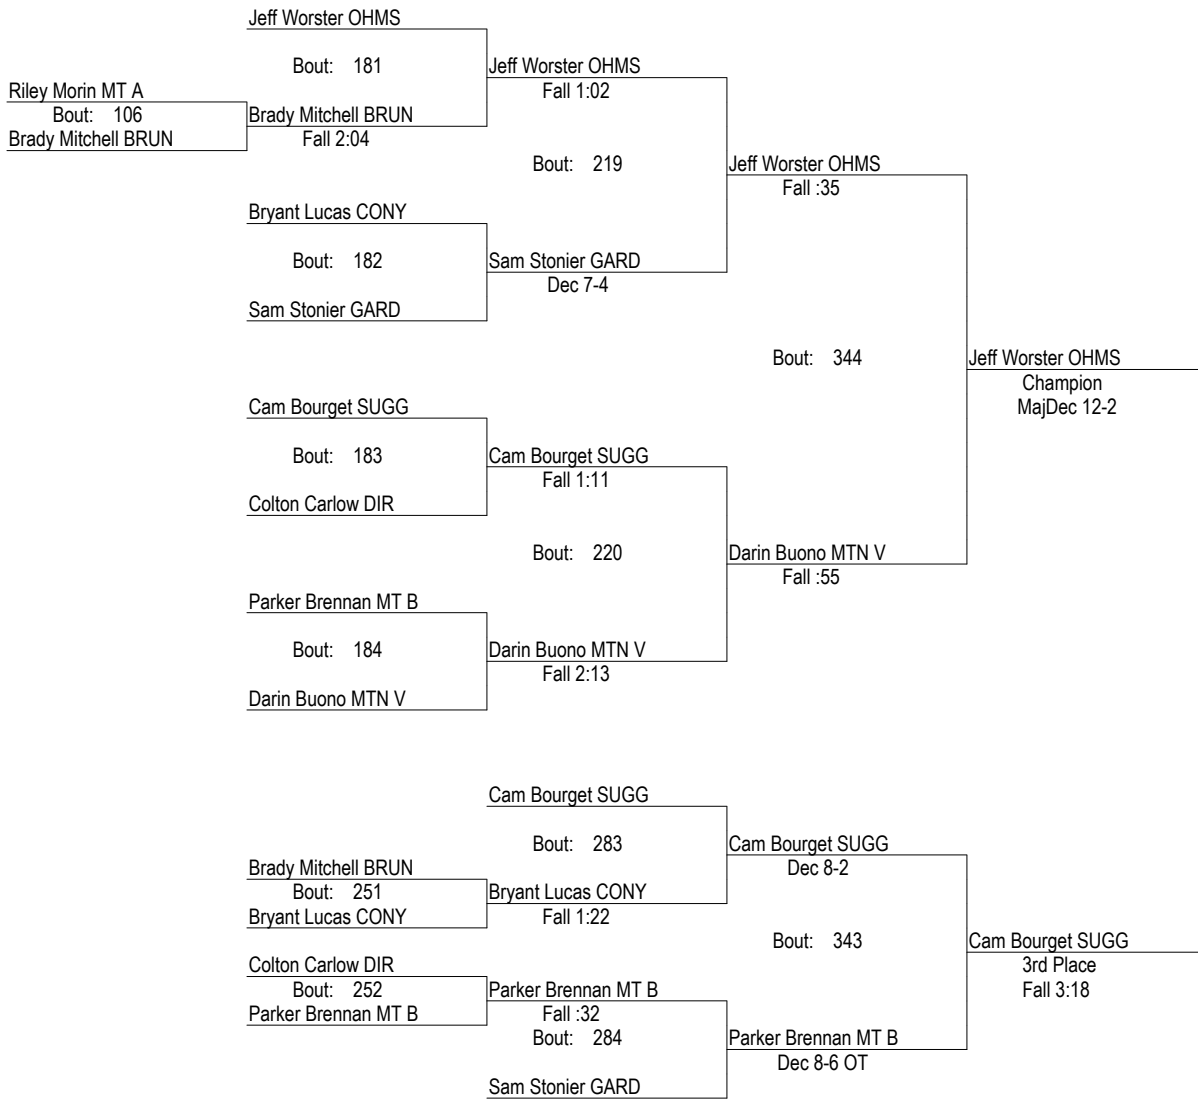 Jeff Worster OHMS
Bout: 181
Jeff Worster OHMS
Riley Morin MT A
Fall 1:02
Bout: 106
Brady Mitchell BRUN
Brady Mitchell BRUN
Fall 2:04
Bout: 219
Jeff Worster OHMS
Fall :35
Bryant Lucas CONY
Bout: 182
Sam Stonier GARD
Dec 7-4
Sam Stonier GARD
Bout: 344
Jeff Worster OHMS
Champion
MajDec 12-2
Cam Bourget SUGG
Bout: 183
Cam Bourget SUGG
Fall 1:11
Colton Carlow DIR
Bout: 220
Darin Buono MTN V
Fall :55
Parker Brennan MT B
Bout: 184
Darin Buono MTN V
Fall 2:13
Darin Buono MTN V
Cam Bourget SUGG
Bout: 283
Cam Bourget SUGG
Dec 8-2
Brady Mitchell BRUN
Bout: 251
Bryant Lucas CONY
Bryant Lucas CONY
Fall 1:22
Bout: 343
Cam Bourget SUGG
3rd Place
Fall 3:18
Colton Carlow DIR
Bout: 252
Parker Brennan MT B
Parker Brennan MT B
Fall :32
Bout: 284
Parker Brennan MT B
Dec 8-6 OT
Sam Stonier GARD